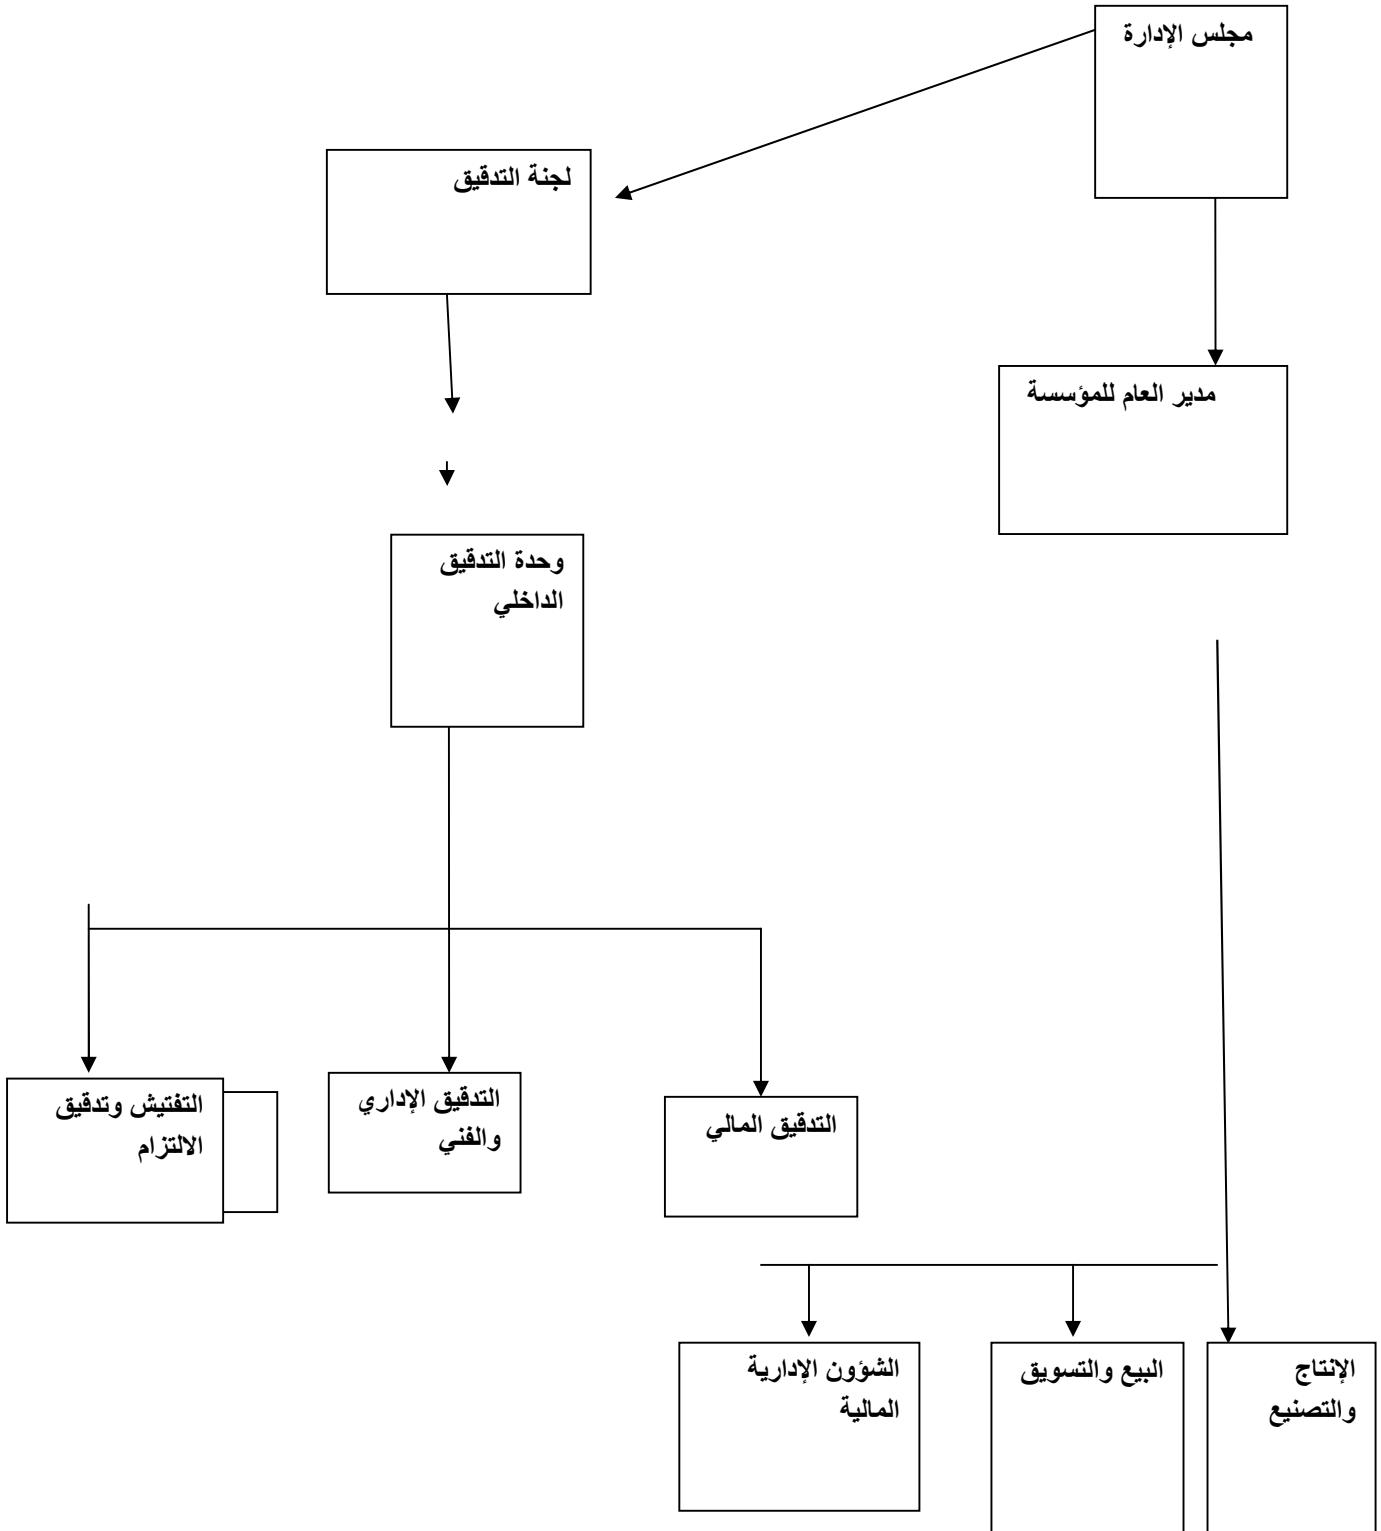 مجلس الإدارة
لجنة التدقيق
مدير العام للمؤسسة
وحدة التدقيق
الداخلي
التفتيش وتدقيق
الالتزام
التدقيق الإداري
والفني
التدقيق المالي
الشؤون الإدارية
المالية
البيع والتسويق
الإنتاج
والتصنيع